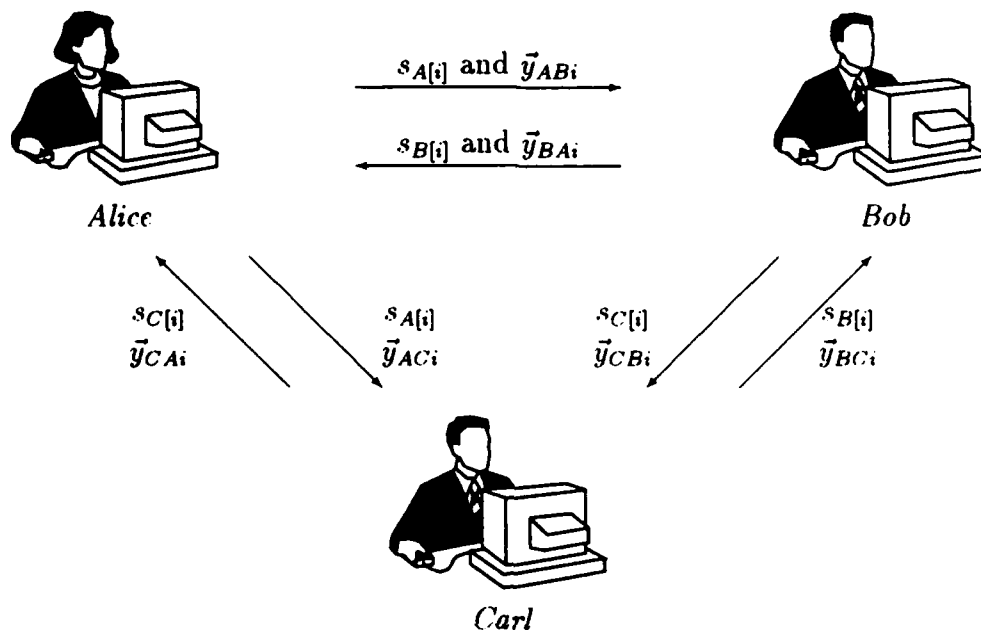 s_{A[i]} and \vec{y}_{ABi}
s_{B[i]} and \vec{y}_{BAi}
Alice
Bob
s_{C[i]}
\vec{y}_{CAi}
s_{A[i]}
\vec{y}_{ACi}
s_{C[i]}
\vec{y}_{CBi}
s_{B[i]}
\vec{y}_{BCi}
Carl